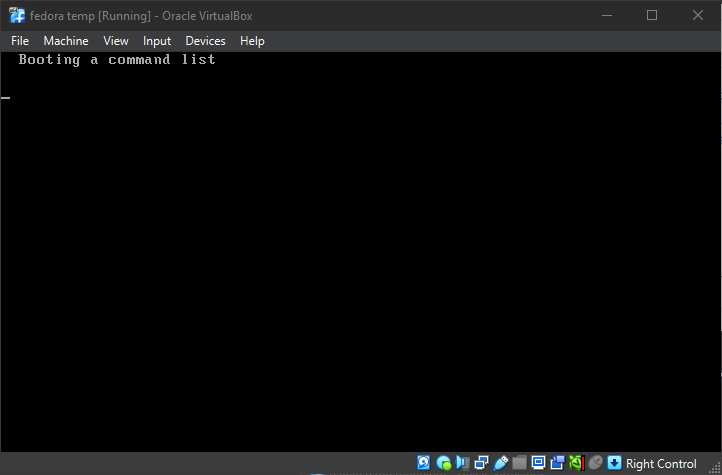 fedora temp [Running] - Oracle VirtualBox
File Machine View Input Devices Help
Booting a command list
Right Control